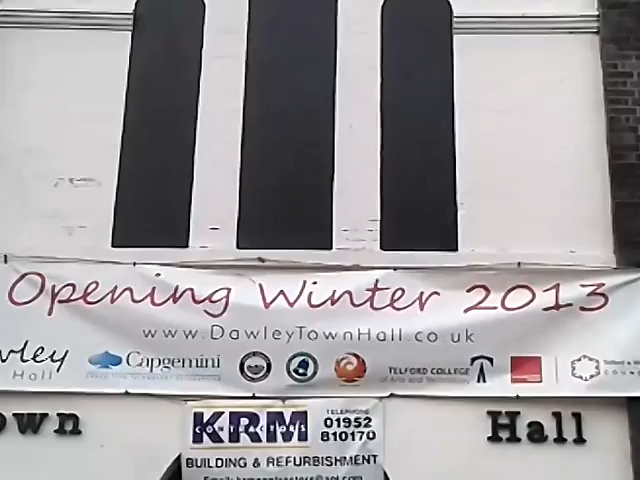 Opening Winter 2013
www.DawleyTownHall.co.uk
wley
Hall
Capgemini
TELFORD COLLEGE
of Arts and Technology
own Hall
KRM
CONTRACTORS
TELEPHONE
01952
810170
BUILDING & REFURBISHMENT